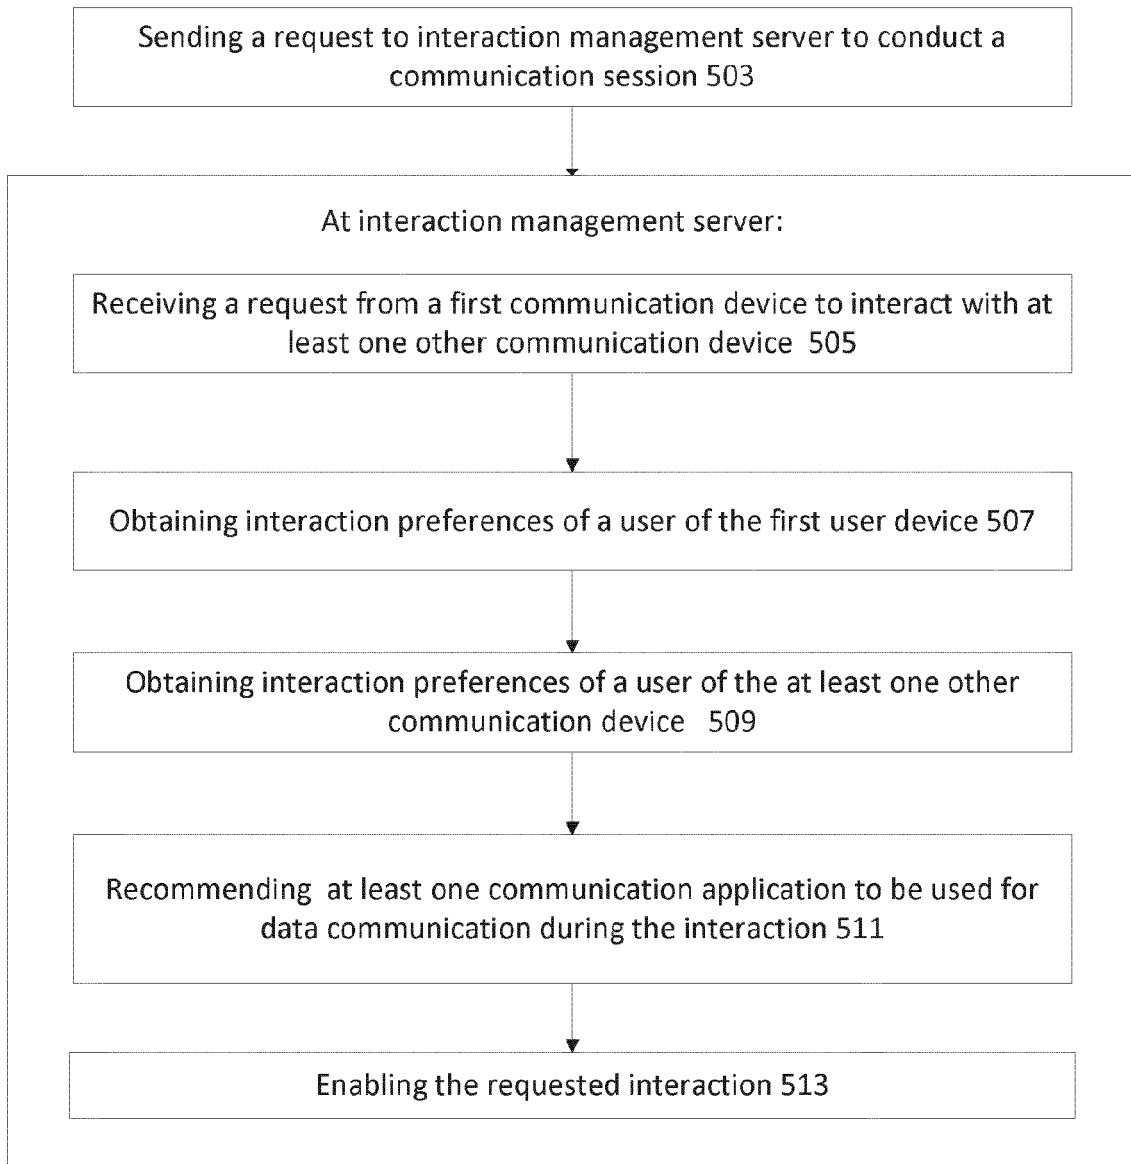 Sending a request to interaction management server to conduct a
communication session 503
At interaction management server:
Receiving a request from a first communication device to interact with at
least one other communication device 505
Obtaining interaction preferences of a user of the first user device 507
Obtaining interaction preferences of a user of the at least one other
communication device 509
Recommending at least one communication application to be used for
data communication during the interaction 511
Enabling the requested interaction 513